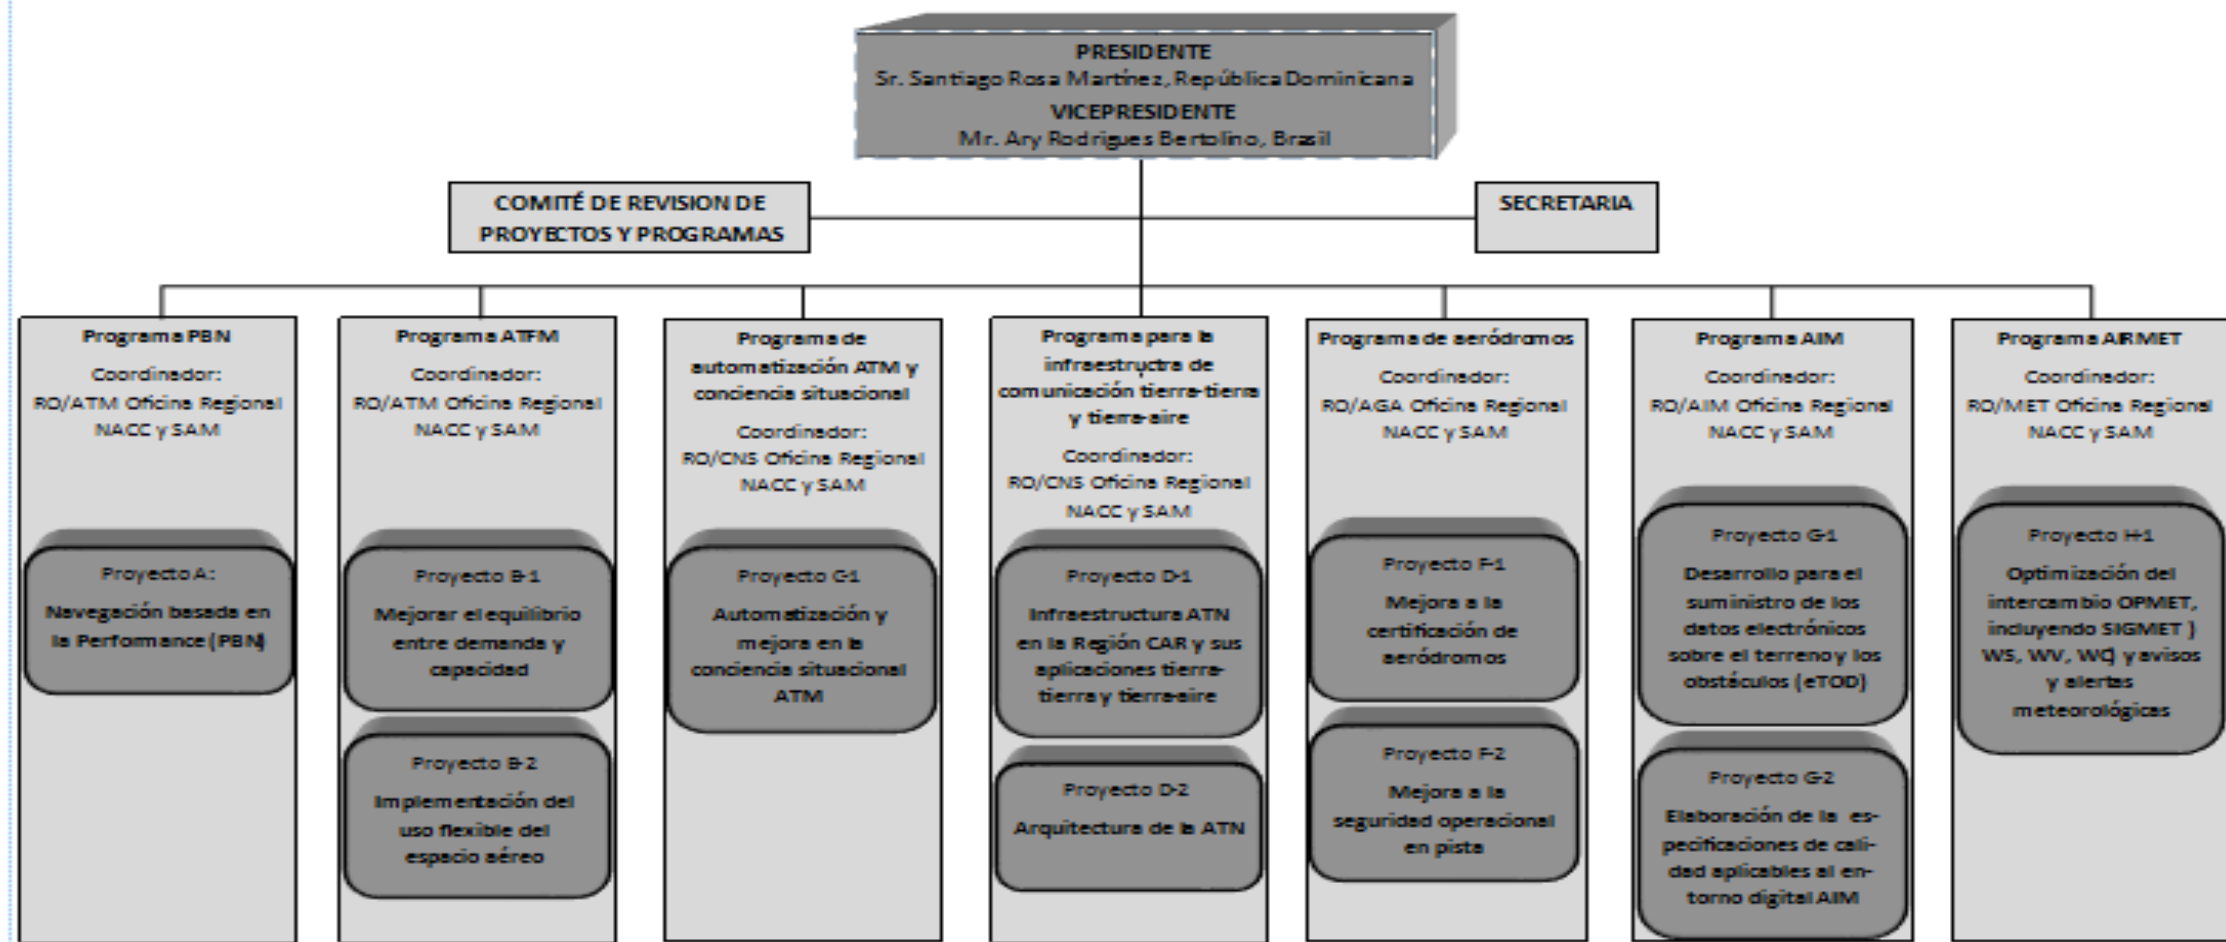 PRESIDENTE
Sr. Santiago Rosa Martínez, República Dominicana
VICEPRESIDENTE
Mr. Ary Rodrigues Bertolino, Brasil
COMITÉ DE REVISION DE
PROYECTOS Y PROGRAMAS
SECRETARIA
Programa PBN
Coordinador:
RO/ATM Oficina Regional
NACC y SAM
Proyecto A:
Navegación basada en
la Performance (PBN)
Programa ATFM
Coordinador:
RO/ATM Oficina Regional
NACC y SAM
Proyecto B-1
Mejorar el equilibrio
entre demanda y
capacidad
Proyecto B-2
Implementación del
uso flexible del
espacio aéreo
Programa de
automatización ATM y
conciencia situacional
Coordinador:
RO/CNS Oficina Regional
NACC y SAM
Proyecto C-1
Automatización y
mejora en la
conciencia situacional
ATM
Programa para la
infraestructra de
comunicación tierra-tierra
y tierra-aire
Coordinador:
RO/CNS Oficina Regional
NACC y SAM
Proyecto D-1
Infraestructura ATN
en la Región CAR y sus
aplicaciones tierra-
tierra y tierra-aire
Proyecto D-2
Arquitectura de la ATN
Programa de aeródromos
Coordinador:
RO/AGA Oficina Regional
NACC y SAM
Proyecto F-1
Mejora a la
certificación de
aeródromos
Proyecto F-2
Mejora a la
seguridad operacional
en pista
Programa AIM
Coordinador:
RO/AIM Oficina Regional
NACC y SAM
Proyecto G-1
Desarrollo para el
suministro de los
datos electrónicos
sobre el terreno y los
obstáculos (eTOD)
Proyecto G-2
Elaboración de la es-
pecificaciones de cali-
dad aplicables al en-
torno digital AIM
Programa AIRMET
Coordinador:
RO/MET Oficina Regional
NACC y SAM
Proyecto H-1
Optimización del
intercambio OPMET,
incluyendo SIGMET )
WS, WV, WC) y avisos
y alertas
meteorológicas